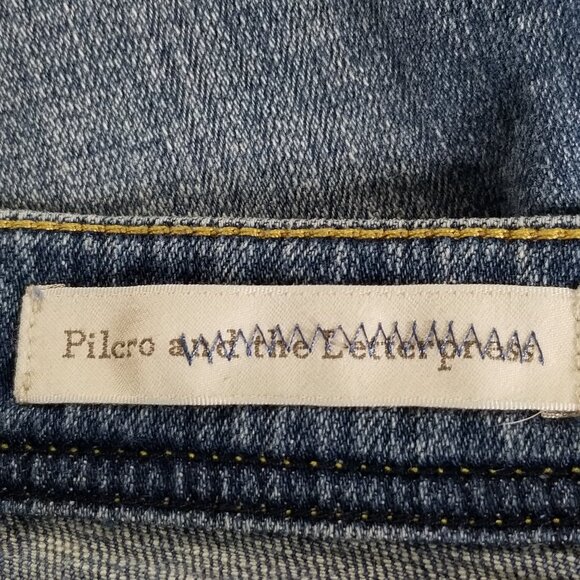 Pilcro and the Letterpress